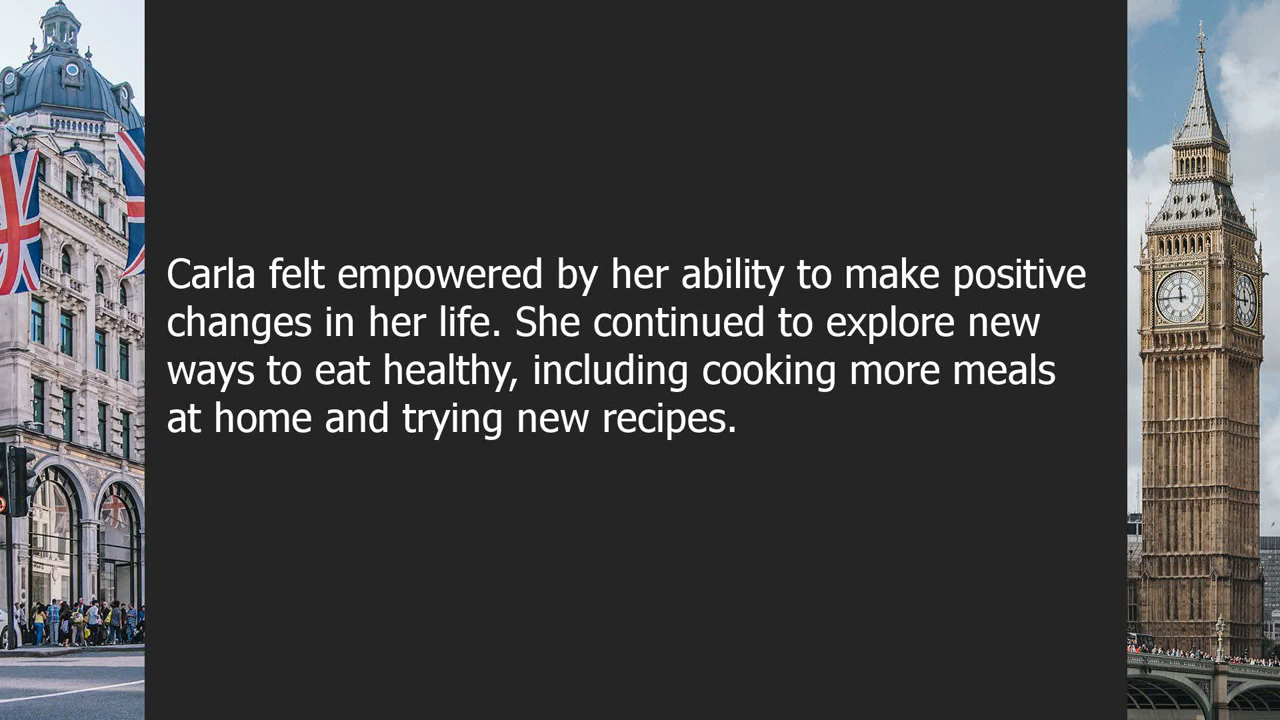 Carla felt empowered by her ability to make positive
changes in her life. She continued to explore new
ways to eat healthy, including cooking more meals
at home and trying new recipes.